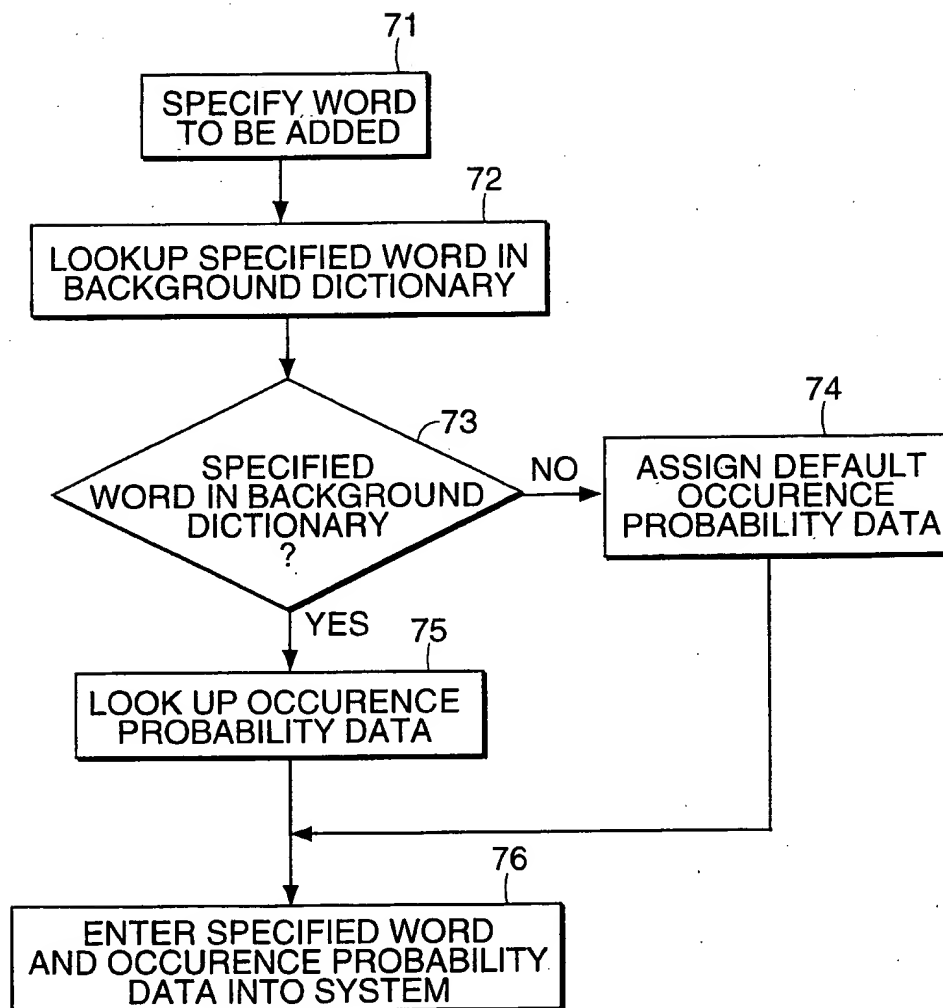 71
SPECIFY WORD
TO BE ADDED
72
LOOKUP SPECIFIED WORD IN
BACKGROUND DICTIONARY
73
SPECIFIED
WORD IN BACKGROUND
DICTIONARY
?
NO
74
ASSIGN DEFAULT
OCCURENCE
PROBABILITY DATA
YES
75
LOOK UP OCCURENCE
PROBABILITY DATA
76
ENTER SPECIFIED WORD
AND OCCURENCE PROBABILITY
DATA INTO SYSTEM